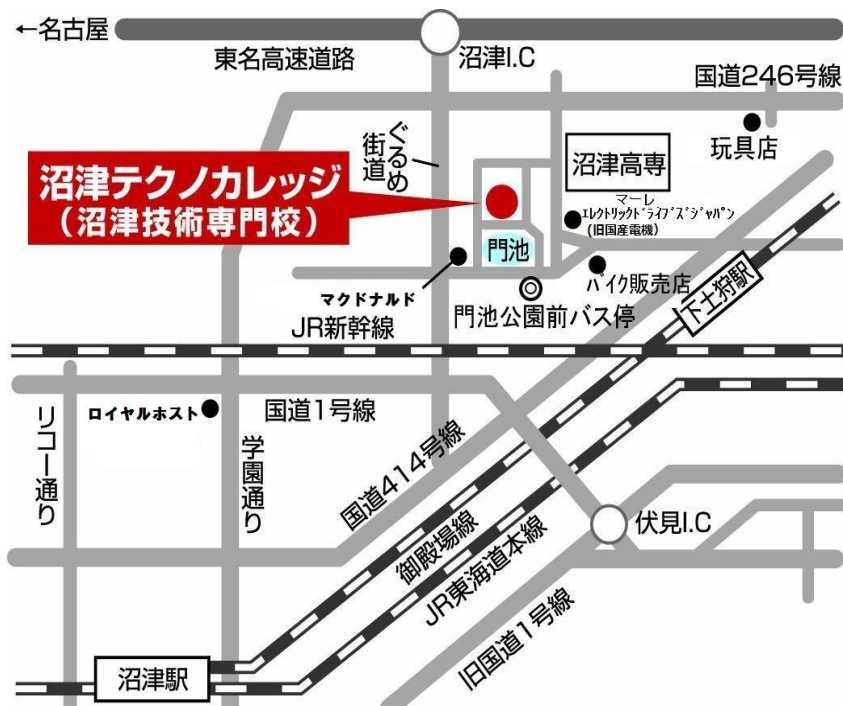 ←名古屋
東名高速道路
沼津I.C
国道246号線
ぐるめ街道
玩具店
沼津高専
沼津テクノカレッジ
(沼津技術専門校)
マーレ
エレクトリックドライブズジャパン
(旧国産電機)
門池
バイク販売店
マクドナルド
門池公園前バス停
下土狩駅
JR新幹線
国道1号線
ロイヤルホスト
リコー通り
学園通り
国道414号線
御殿場線
JR東海道本線
伏見I.C
旧国道1号線
沼津駅